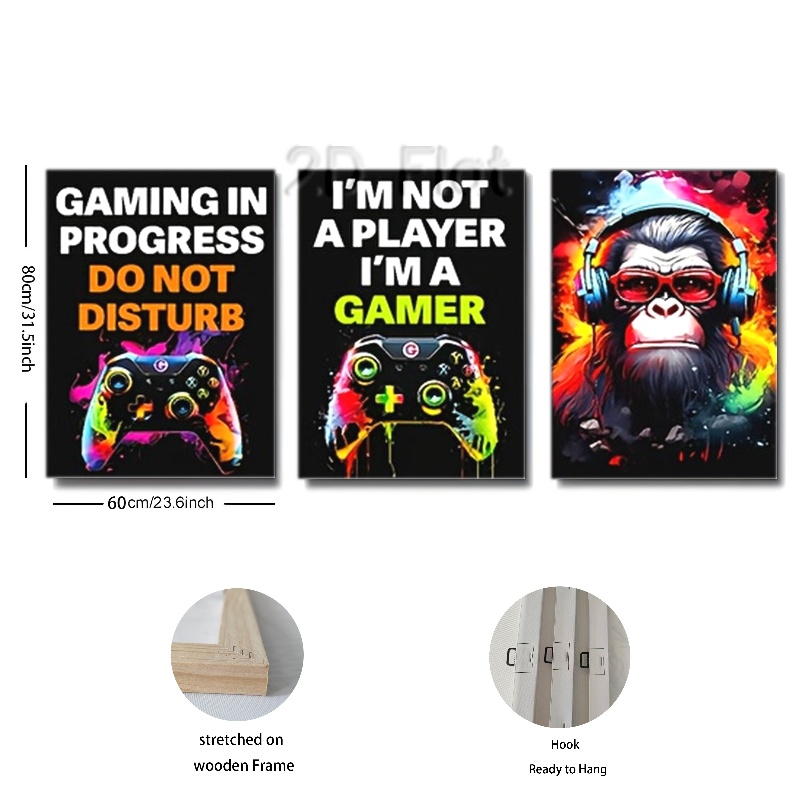 2D Flat
GAMING IN
PROGRESS
DO NOT
DISTURB
G
I'M NOT
A PLAYER
I'M A
GAMER
G
80cm/31.5inch
60cm/23.6inch
stretched on
wooden Frame
Hook
Ready to Hang